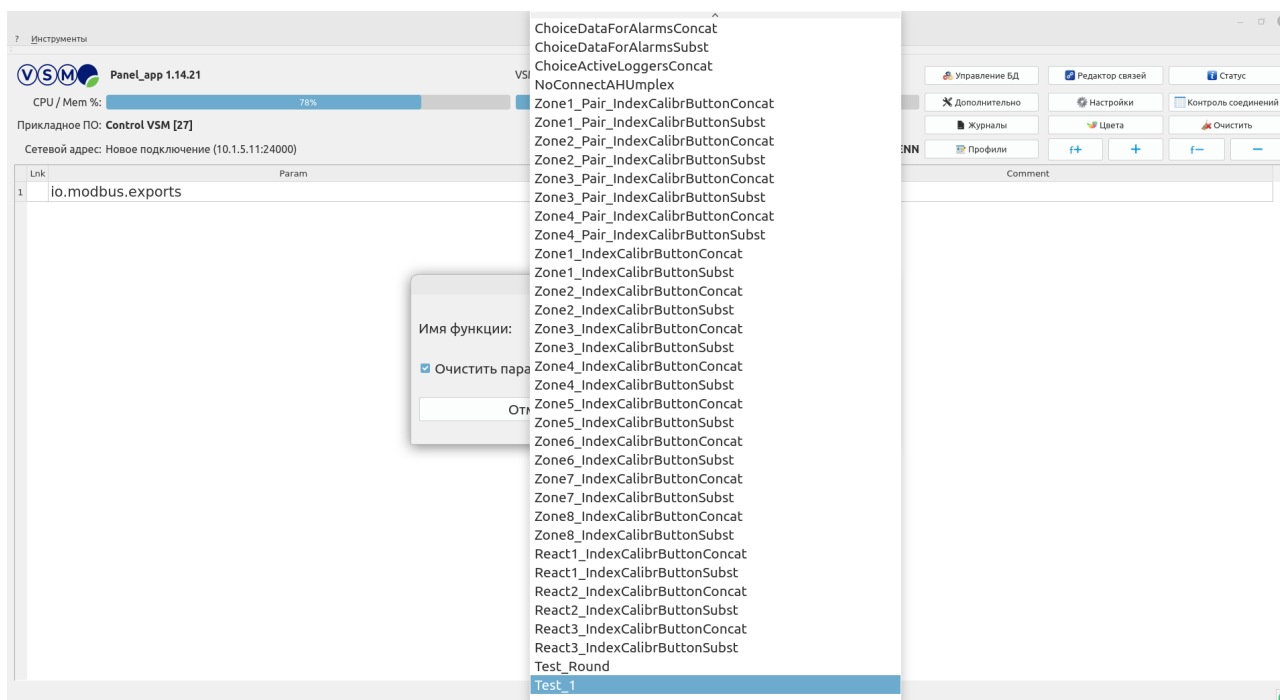 ? Инструменты
VSM Panel_app 1.14.21
VSM
CPU / Mem %: 78%
Прикладное ПО: Control VSM [27]
Сетевой адрес: Новое подключение (10.1.5.11:24000)
Управление БД Редактор связей Статус
Дополнительно Настройки Контроль соединений
Журналы Цвета Очистить
ENN Профили f+ + f− −
Lnk Param Comment
1 io.modbus.exports
Имя функции:
Очистить пара
Отм
ChoiceDataForAlarmsConcat
ChoiceDataForAlarmsSubst
ChoiceActiveLoggersConcat
NoConnectAHUmplex
Zone1_Pair_IndexCalibrButtonConcat
Zone1_Pair_IndexCalibrButtonSubst
Zone2_Pair_IndexCalibrButtonConcat
Zone2_Pair_IndexCalibrButtonSubst
Zone3_Pair_IndexCalibrButtonConcat
Zone3_Pair_IndexCalibrButtonSubst
Zone4_Pair_IndexCalibrButtonConcat
Zone4_Pair_IndexCalibrButtonSubst
Zone1_IndexCalibrButtonConcat
Zone1_IndexCalibrButtonSubst
Zone2_IndexCalibrButtonConcat
Zone2_IndexCalibrButtonSubst
Zone3_IndexCalibrButtonConcat
Zone3_IndexCalibrButtonSubst
Zone4_IndexCalibrButtonConcat
Zone4_IndexCalibrButtonSubst
Zone5_IndexCalibrButtonConcat
Zone5_IndexCalibrButtonSubst
Zone6_IndexCalibrButtonConcat
Zone6_IndexCalibrButtonSubst
Zone7_IndexCalibrButtonConcat
Zone7_IndexCalibrButtonSubst
Zone8_IndexCalibrButtonConcat
Zone8_IndexCalibrButtonSubst
React1_IndexCalibrButtonConcat
React1_IndexCalibrButtonSubst
React2_IndexCalibrButtonConcat
React2_IndexCalibrButtonSubst
React3_IndexCalibrButtonConcat
React3_IndexCalibrButtonSubst
Test_Round
Test_1